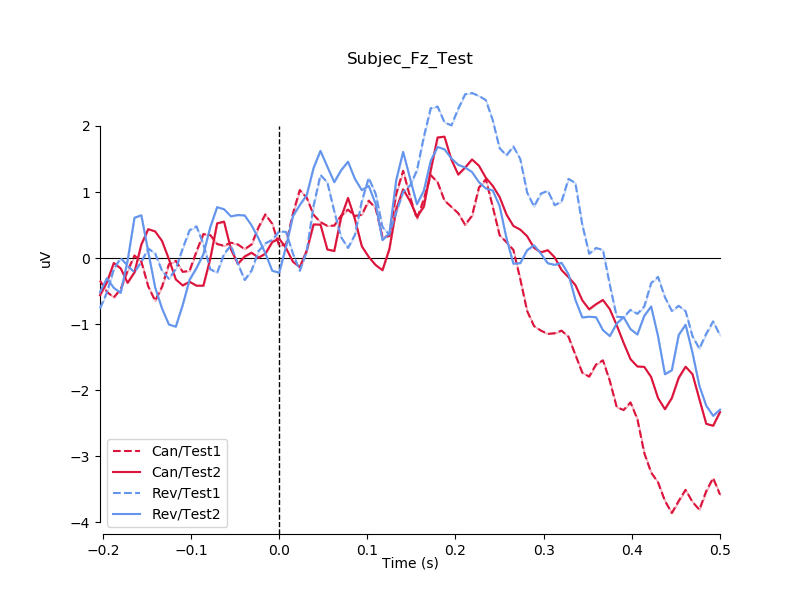 Subjec_Fz_Test
uV
2
1
0
−1
−2
−3
−4
Can/Test1
Can/Test2
Rev/Test1
Rev/Test2
−0.2 −0.1 0.0 0.1 0.2 0.3 0.4 0.5
Time (s)